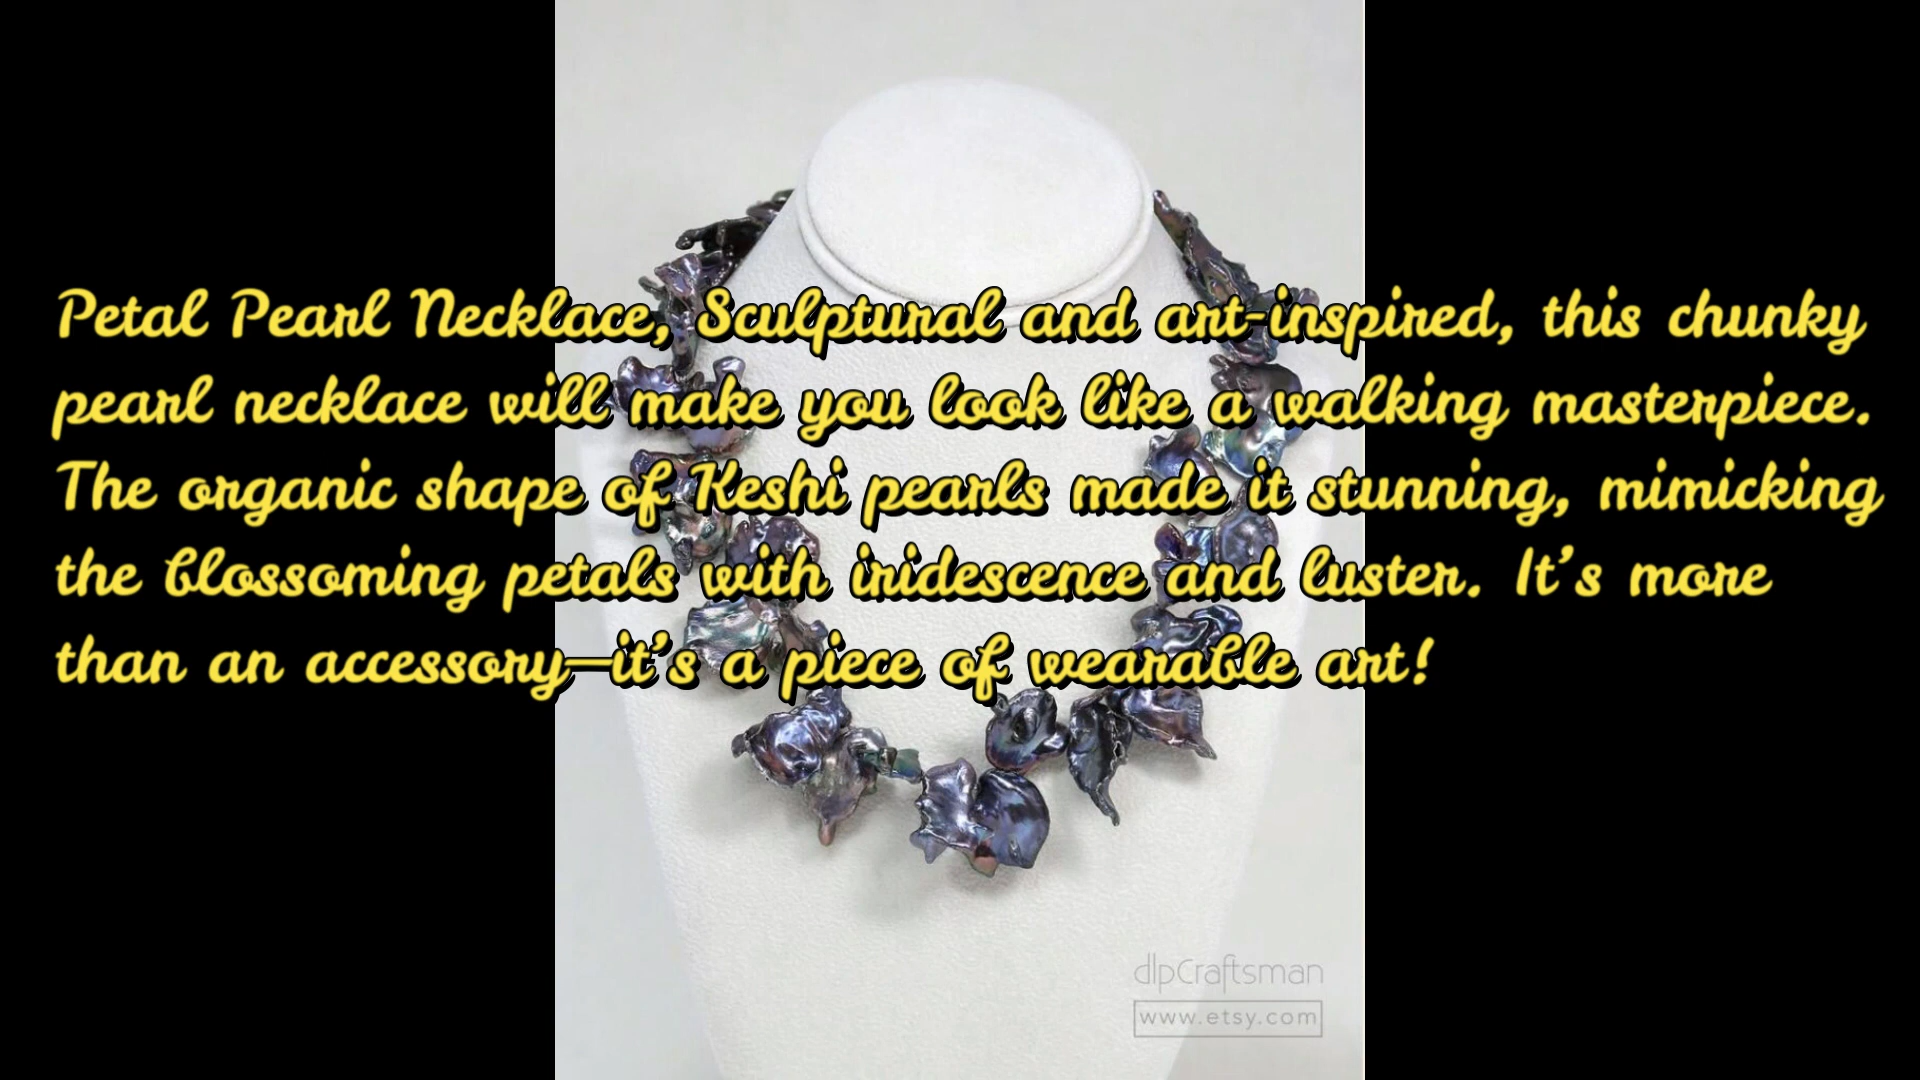 Petal Pearl Necklace, Sculptural and art-inspired, this chunky
pearl necklace will make you look like a walking masterpiece.
The organic shape of Keshi pearls made it stunning, mimicking
the blossoming petals with iridescence and luster. It's more
than an accessory—it's a piece of wearable art!
dlpCraftsman
www.etsy.com